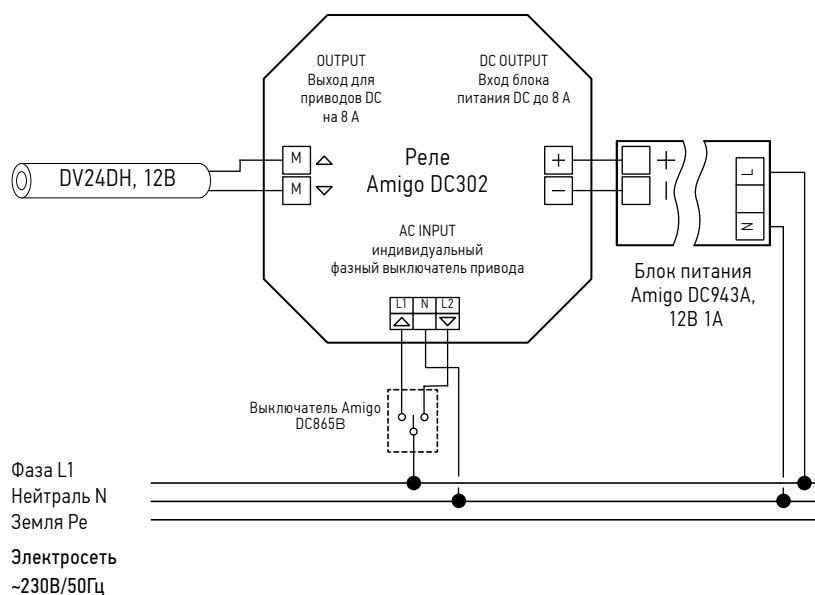 OUTPUT
Выход для
приводов DC
на 8 А
DC OUTPUT
Вход блока
питания DC до 8 А
M
M
Реле
Amigo DC302
+
−
+
−
L
N
DV24DH, 12В
AC INPUT
индивидуальный
фазный выключатель привода
L1 N L2
Блок питания
Amigo DC943A,
12В 1А
Выключатель Amigo
DC865B
Фаза L1
Нейтраль N
Земля Pe
Электросеть
~230В/50Гц